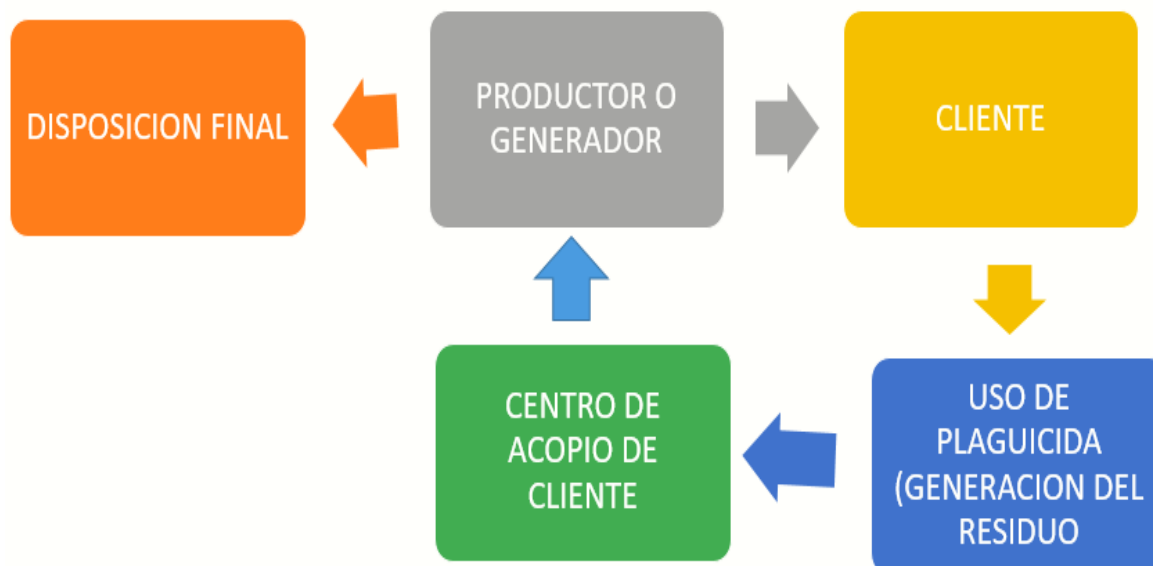 DISPOSICION FINAL
PRODUCTOR O
GENERADOR
CLIENTE
CENTRO DE
ACOPIO DE
CLIENTE
USO DE
PLAGUICIDA
(GENERACION DEL
RESIDUO